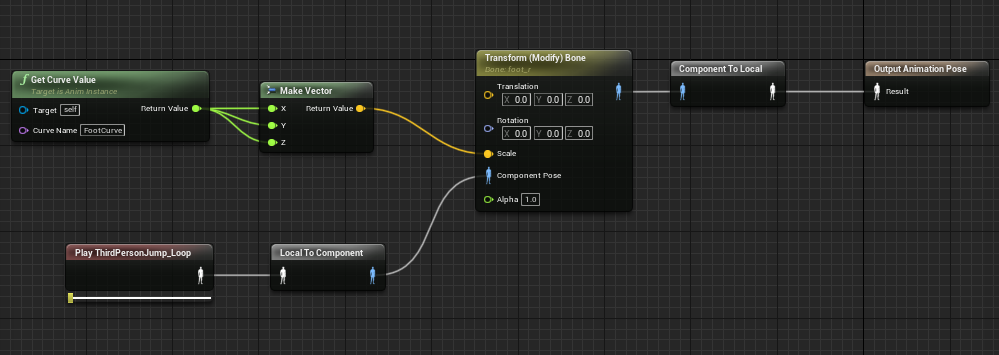 f Get Curve Value
Target is Anim Instance
Target self
Return Value
Curve Name FootCurve
Make Vector
X
Return Value
Y
Z
Transform (Modify) Bone
Bone: foot_r
Translation
X 0.0 Y 0.0 Z 0.0
Rotation
X 0.0 Y 0.0 Z 0.0
Scale
Component Pose
Alpha 1.0
Component To Local
Output Animation Pose
Result
Play ThirdPersonJump_Loop
Local To Component